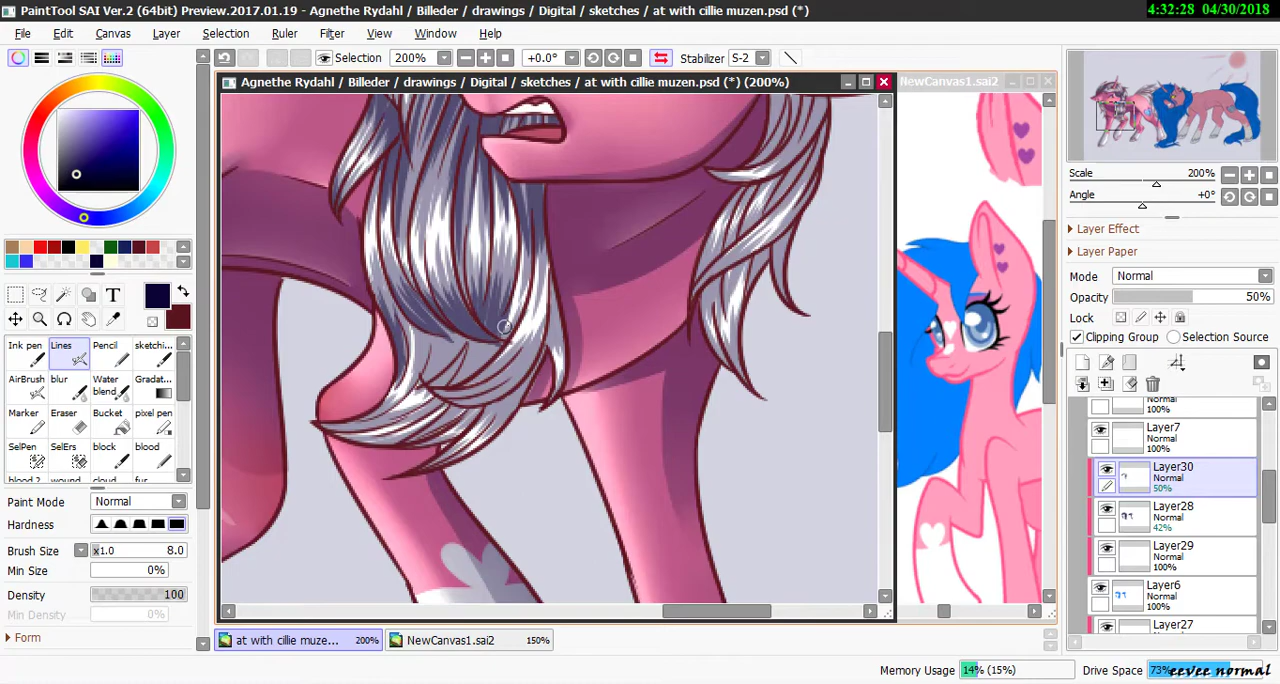 PaintTool SAI Ver.2 (64bit) Preview.2017.01.19 - Agnethe Rydahl / Billeder / drawings / Digital / sketches / at with cillie muzen.psd (*)
4:32:28 04/30/2018
File Edit Canvas Layer Selection Ruler Filter View Window Help
Selection 200% +0.0° Stabilizer S-2
Agnethe Rydahl / Billeder / drawings / Digital / sketches / at with cillie muzen.psd (*) (200%)
NewCanvas1.sai2
Scale 200%
Angle +0°
Layer Effect
Layer Paper
Mode Normal
Opacity 50%
Lock
Clipping Group Selection Source
T
Ink pen Lines Pencil sketchi
AirBrush blur Water blend Gradat
Marker Eraser Bucket pixel pen
SelPen SelErs block blood
blood 2 wound cloud fur
Paint Mode Normal
Hardness
Brush Size x1.0 8.0
Min Size 0%
Density 100
Min Density 0%
Form
Normal
100%
Layer7
Normal
100%
Layer30
Normal
50%
Layer28
Normal
42%
Layer29
Normal
100%
Layer6
Normal
100%
Layer27
Normal
at with cillie muze... 200%
NewCanvas1.sai2 150%
Memory Usage 14% (15%)
Drive Space 73%
eevee normal